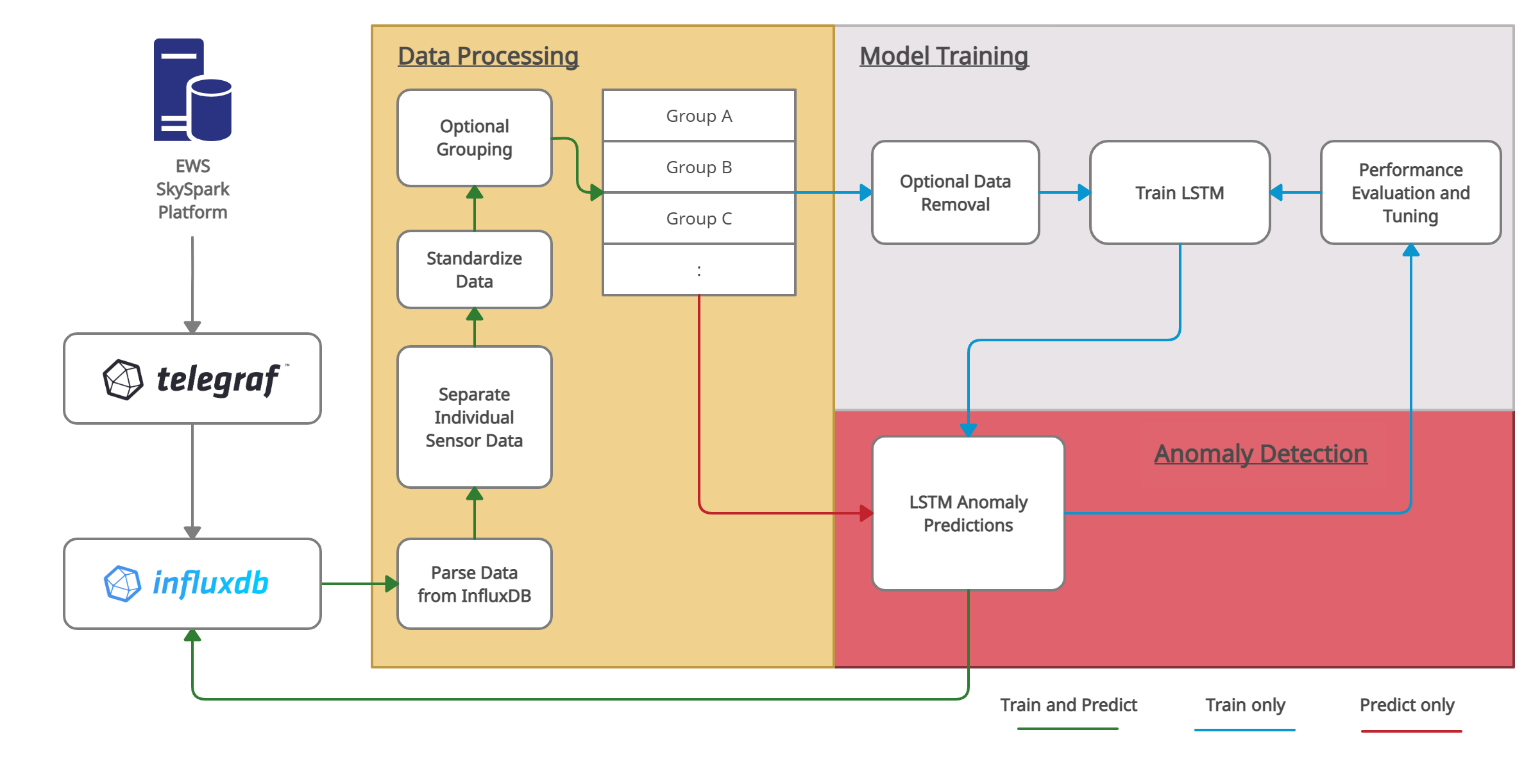 EWS
SkySpark
Platform
telegraf™
influxdb
Data Processing
Optional
Grouping
Standardize
Data
Separate
Individual
Sensor Data
Parse Data
from InfluxDB
Group A
Group B
Group C
:
Model Training
Optional Data
Removal
Train LSTM
Performance
Evaluation and
Tuning
Anomaly Detection
LSTM Anomaly
Predictions
Train and Predict
Train only
Predict only